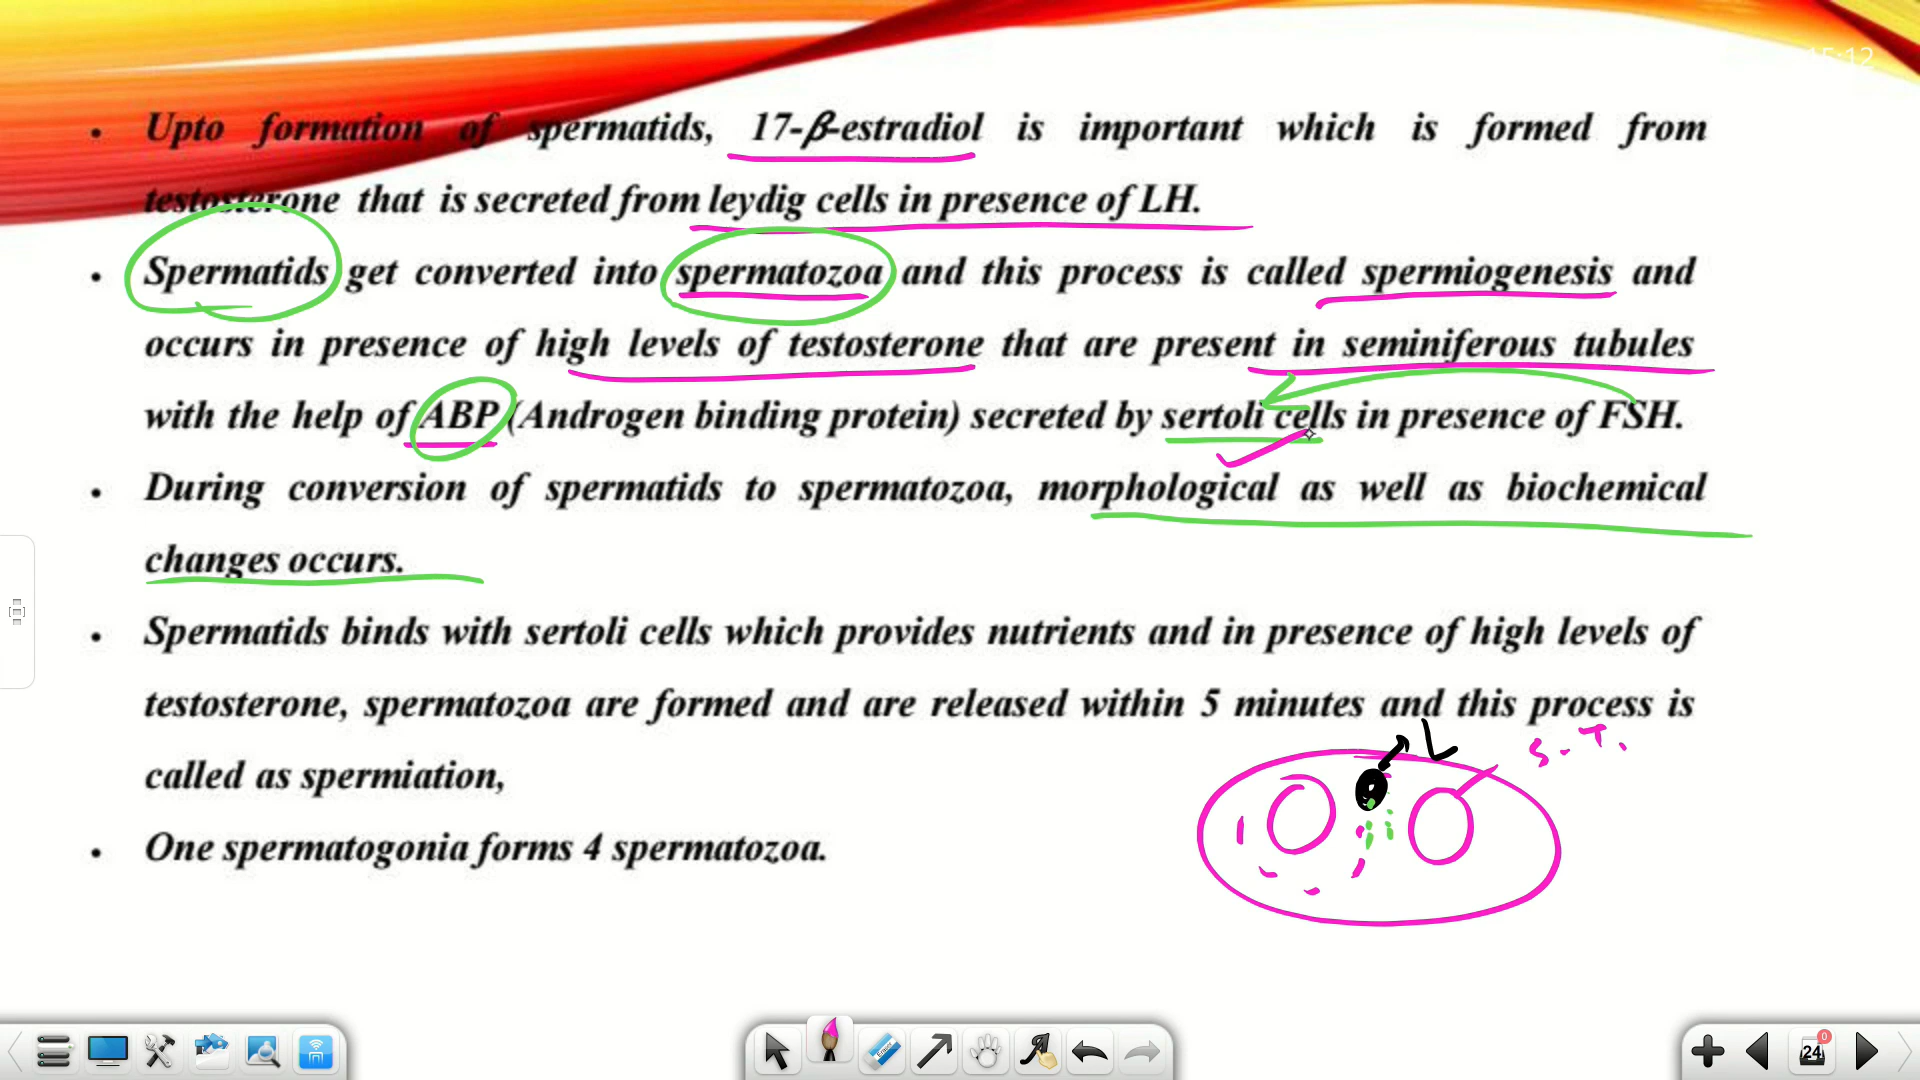 15:12
• Upto formation of spermatids, 17-β-estradiol is important which is formed from
testosterone that is secreted from leydig cells in presence of LH.
• Spermatids get converted into spermatozoa and this process is called spermiogenesis and
occurs in presence of high levels of testosterone that are present in seminiferous tubules
with the help of ABP (Androgen binding protein) secreted by sertoli cells in presence of FSH.
• During conversion of spermatids to spermatozoa, morphological as well as biochemical
changes occurs.
• Spermatids binds with sertoli cells which provides nutrients and in presence of high levels of
testosterone, spermatozoa are formed and are released within 5 minutes and this process is
called as spermiation,
L
S.T.
• One spermatogonia forms 4 spermatozoa.
24
0